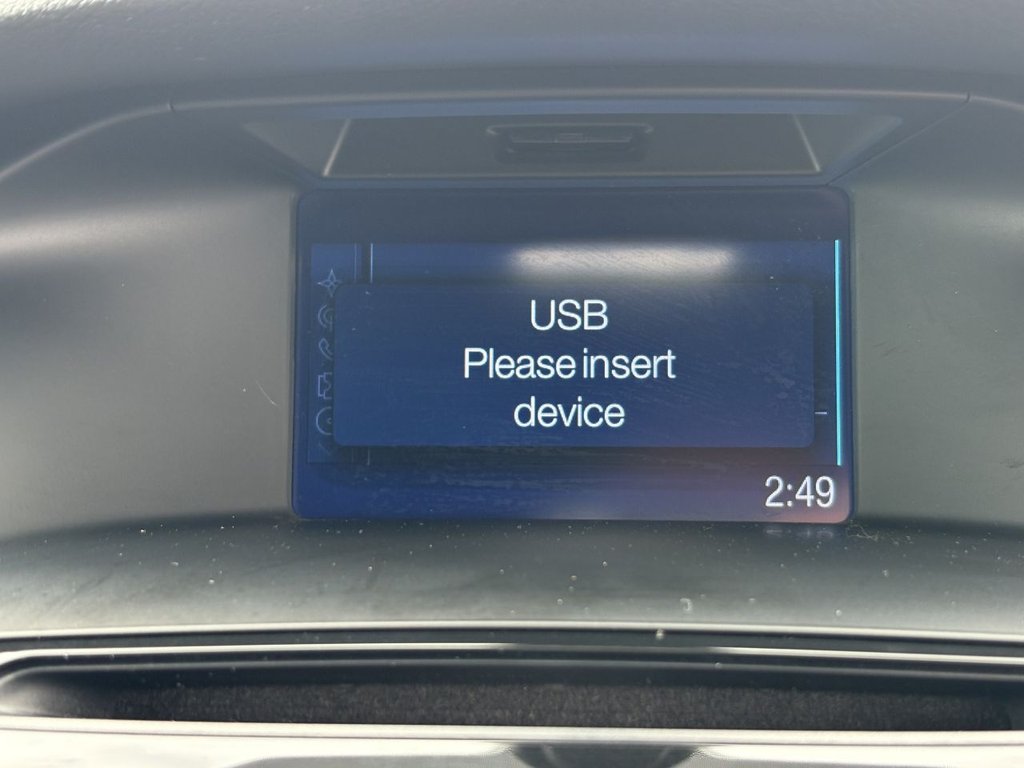 USB
Please insert
device
2:49